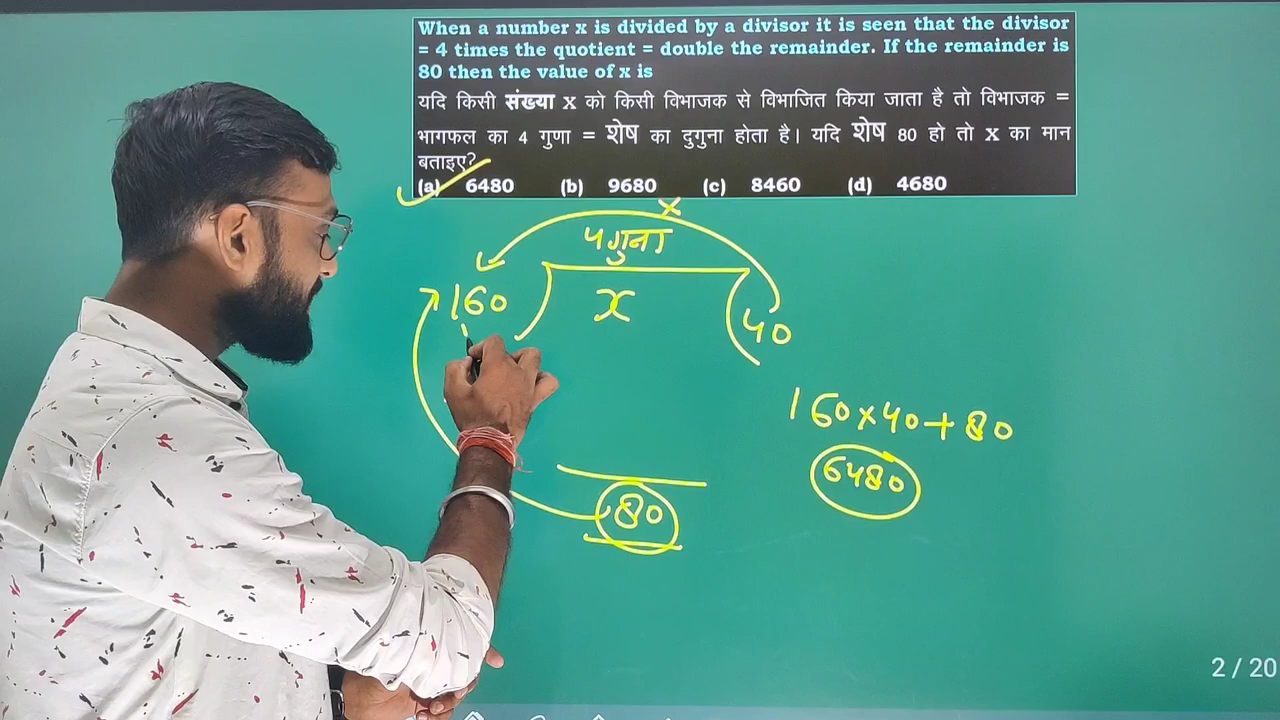 When a number x is divided by a divisor it is seen that the divisor
= 4 times the quotient = double the remainder. If the remainder is
80 then the value of x is
यदि किसी संख्या x को किसी विभाजक से विभाजित किया जाता है तो विभाजक =
भागफल का 4 गुणा = शेष का दुगुना होता है। यदि शेष 80 हो तो x का मान
बताइए?
(a) 6480 (b) 9680 (c) 8460 (d) 4680
x
4गुना
160
x
40
160x40+80
6480
80
2 / 20